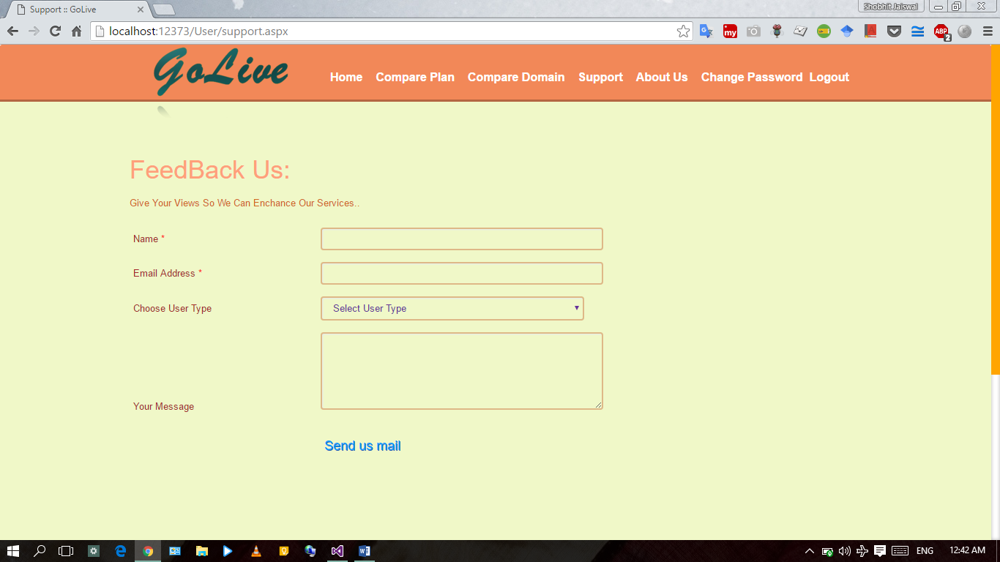 Support :: GoLive
Shobhit Jaiswal
localhost:12373/User/support.aspx
my
ABP
2
GoLive
Home Compare Plan Compare Domain Support About Us Change Password Logout
FeedBack Us:
Give Your Views So We Can Enchance Our Services..
Name *
Email Address *
Choose User Type
Select User Type
Your Message
Send us mail
ENG
12:42 AM